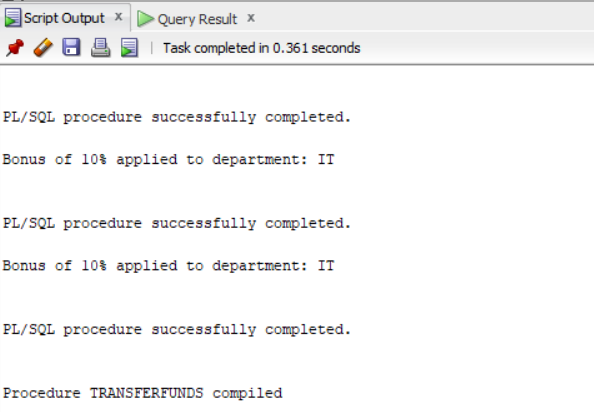 Script Output x Query Result x
Task completed in 0.361 seconds
PL/SQL procedure successfully completed.
Bonus of 10% applied to department: IT
PL/SQL procedure successfully completed.
Bonus of 10% applied to department: IT
PL/SQL procedure successfully completed.
Procedure TRANSFERFUNDS compiled